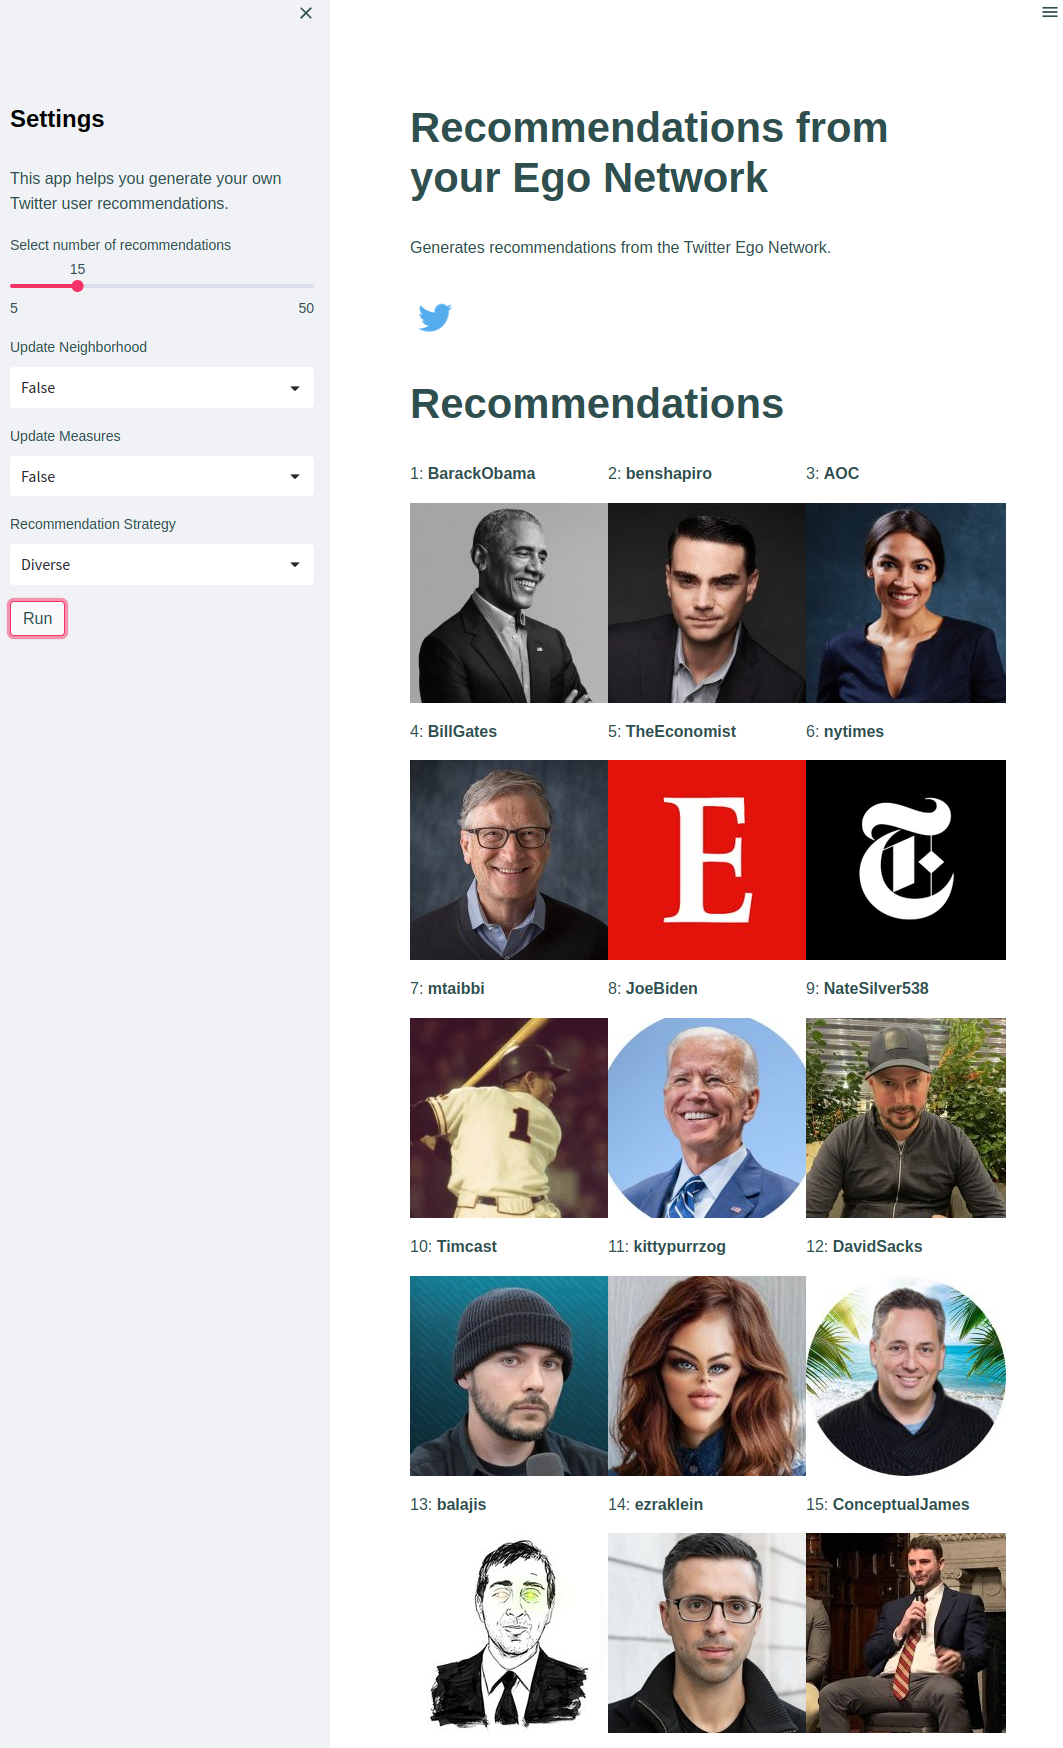 Settings
This app helps you generate your own
Twitter user recommendations.
Select number of recommendations
15
5 50
Update Neighborhood
False
Update Measures
False
Recommendation Strategy
Diverse
Run
Recommendations from
your Ego Network
Generates recommendations from the Twitter Ego Network.
Recommendations
1: BarackObama 2: benshapiro 3: AOC
4: BillGates 5: TheEconomist 6: nytimes
E T
7: mtaibbi 8: JoeBiden 9: NateSilver538
1
10: Timcast 11: kittypurrzog 12: DavidSacks
13: balajis 14: ezraklein 15: ConceptualJames